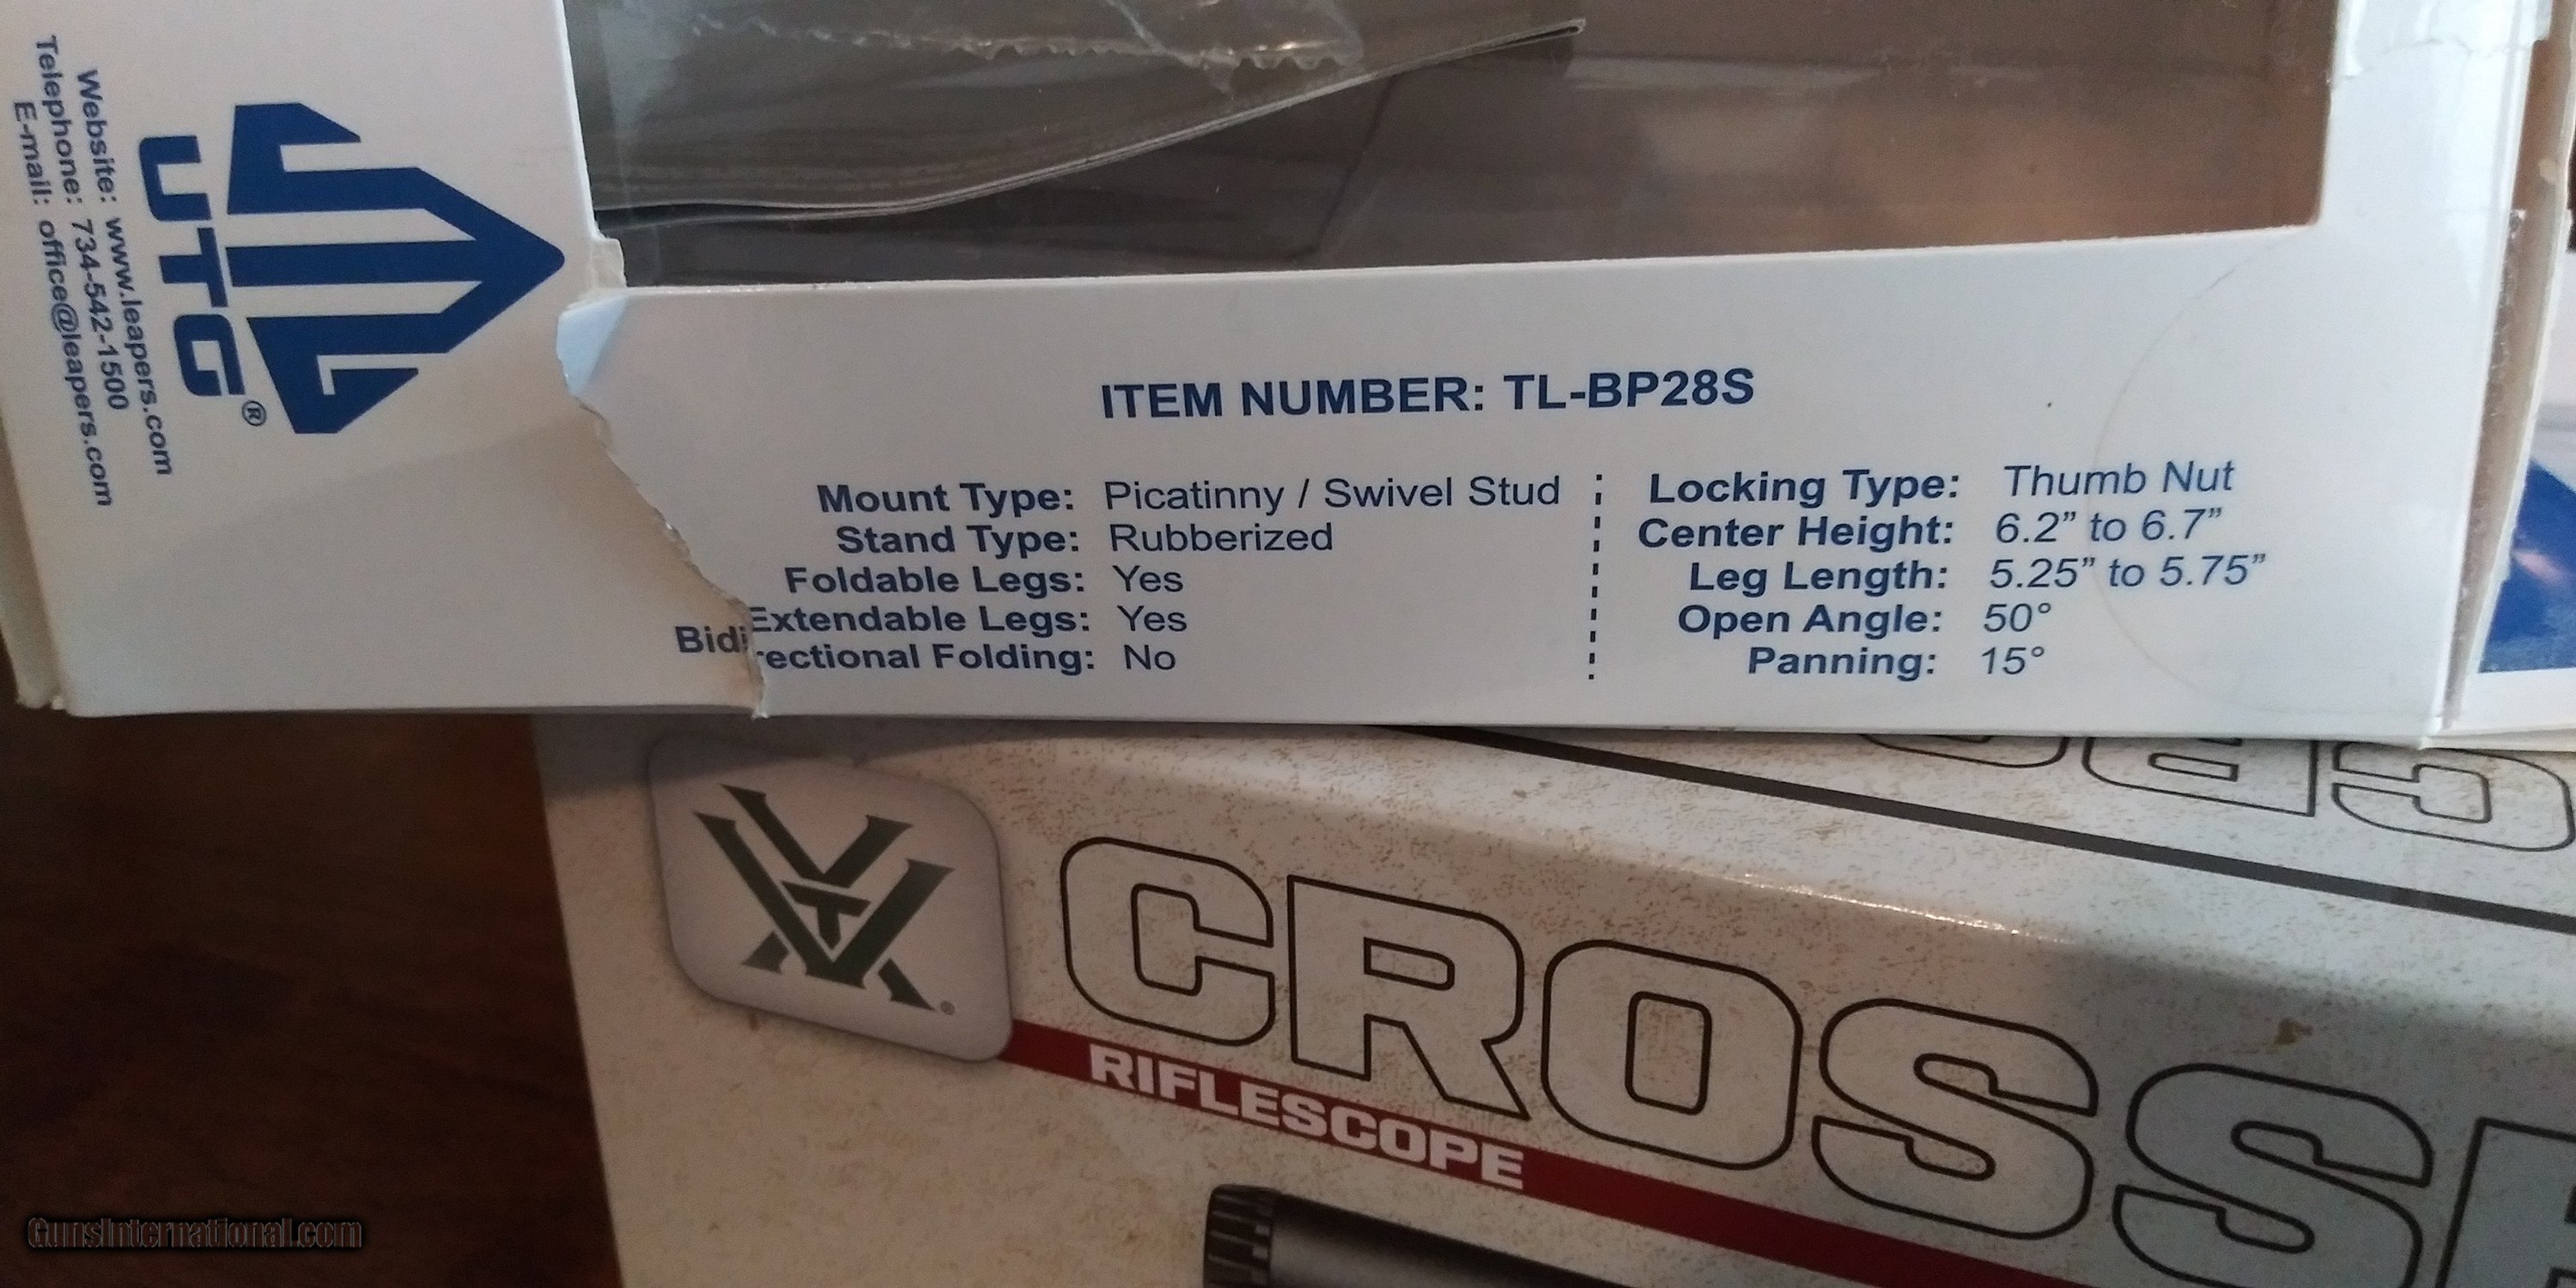 Website: www.leapers.com
Telephone: 734-542-1500
E-mail: office@leapers.com
UTG®
ITEM NUMBER: TL-BP28S
Mount Type: Picatinny / Swivel Stud
Stand Type: Rubberized
Foldable Legs: Yes
Extendable Legs: Yes
Bidirectional Folding: No
Locking Type: Thumb Nut
Center Height: 6.2” to 6.7”
Leg Length: 5.25” to 5.75”
Open Angle: 50°
Panning: 15°
CROSSF
RIFLESCOPE
GunsInternational.com